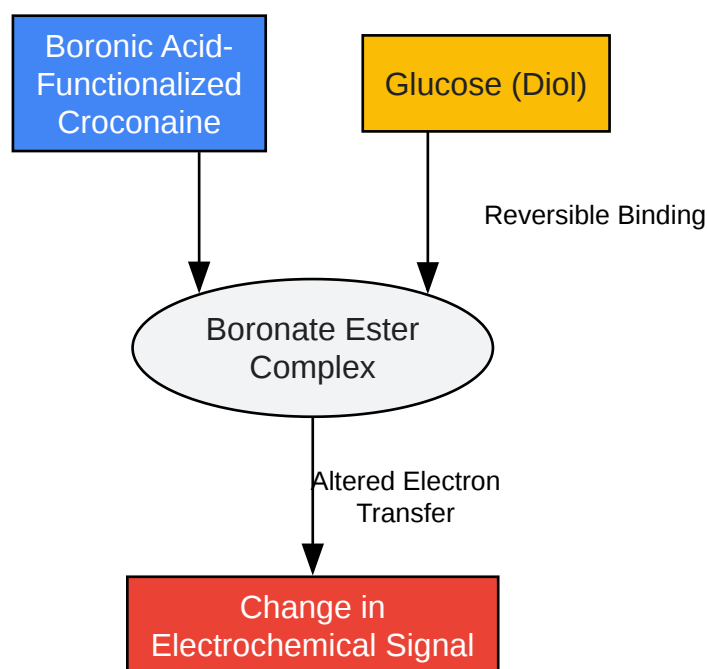 Boronic Acid-
Functionalized
Croconaine
Glucose (Diol)
Reversible Binding
Boronate Ester
Complex
Altered Electron
Transfer
Change in
Electrochemical Signal